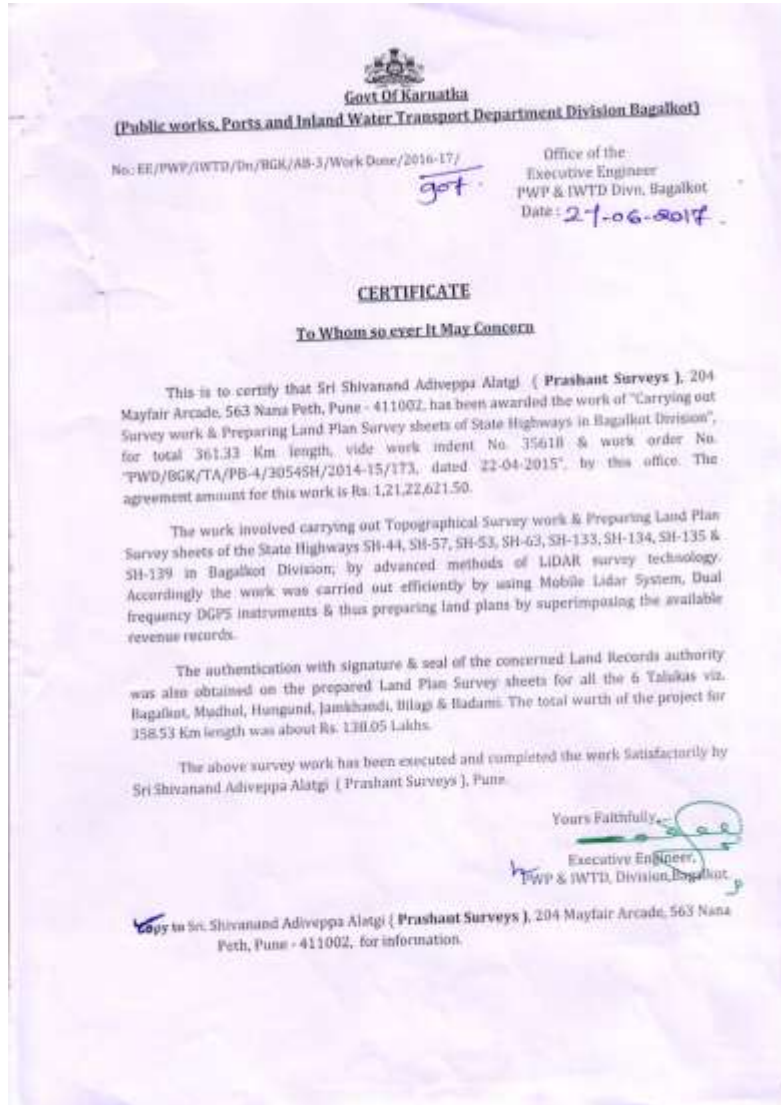 Govt Of Karnatka
(Public works, Ports and Inland Water Transport Department Division Bagalkot)
No.: EE/PWP/IWTD/Dn/BGK/AB-3/Work Done/2016-17/
907.
Office of the
Executive Engineer
PWP & IWTD Divn, Bagalkot
Date : 27-06-2017.
CERTIFICATE
To Whom so ever It May Concern
This is to certify that Sri Shivanand Adiveppa Alatgi ( Prashant Surveys ), 204
Mayfair Arcade, 563 Nana Peth, Pune - 411002, has been awarded the work of "Carrying out
Survey work & Preparing Land Plan Survey sheets of State Highways in Bagalkot Division",
for total 361.33 Km length, vide work indent No. 35618 & work order No.
"PWD/BGK/TA/PB-4/3054SH/2014-15/173, dated 22-04-2015", by this office. The
agreement amount for this work is Rs. 1,21,22,621.50.
The work involved carrying out Topographical Survey work & Preparing Land Plan
Survey sheets of the State Highways SH-44, SH-57, SH-53, SH-63, SH-133, SH-134, SH-135 &
SH-139 in Bagalkot Division; by advanced methods of LiDAR survey technology.
Accordingly the work was carried out efficiently by using Mobile Lidar System, Dual
frequency DGPS instruments & thus preparing land plans by superimposing the available
revenue records.
The authentication with signature & seal of the concerned Land Records authority
was also obtained on the prepared Land Plan Survey sheets for all the 6 Talukas viz.
Bagalkot, Mudhol, Hungund, Jamkhandi, Bilagi & Badami. The total worth of the project for
358.53 Km length was about Rs. 138.05 Lakhs.
The above survey work has been executed and completed the work Satisfactorily by
Sri Shivanand Adiveppa Alatgi ( Prashant Surveys ), Pune.
Yours Faithfully,
Executive Engineer,
PWP & IWTD, Division,Bagalkot
Copy to Sri. Shivanand Adiveppa Alatgi ( Prashant Surveys ), 204 Mayfair Arcade, 563 Nana
Peth, Pune - 411002, for information.